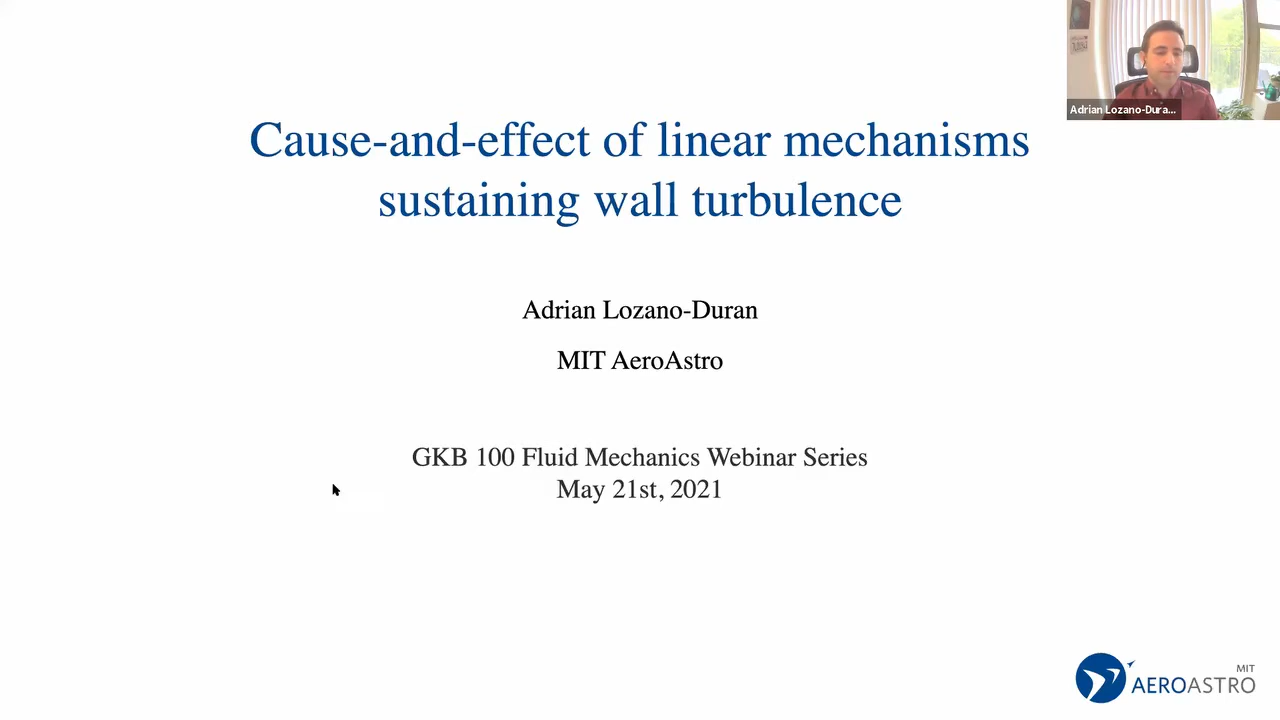 Adrian Lozano-Dura...
Cause-and-effect of linear mechanisms
sustaining wall turbulence
Adrian Lozano-Duran
MIT AeroAstro
GKB 100 Fluid Mechanics Webinar Series
May 21st, 2021
MIT
AEROASTRO